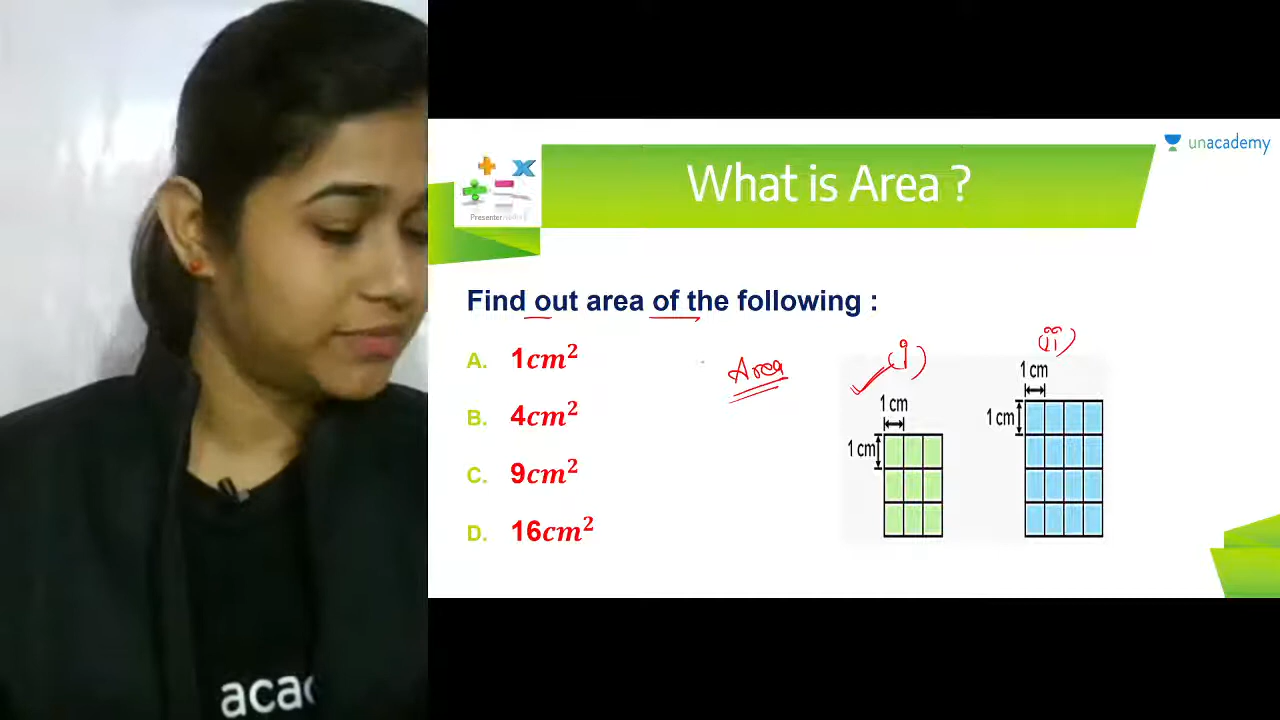 unacademy
What is Area ?
Presenter
Find out area of the following :
A. 1cm²
B. 4cm²
C. 9cm²
D. 16cm²
Area
(i)
(ii)
1 cm
1 cm
1 cm
1 cm
acad